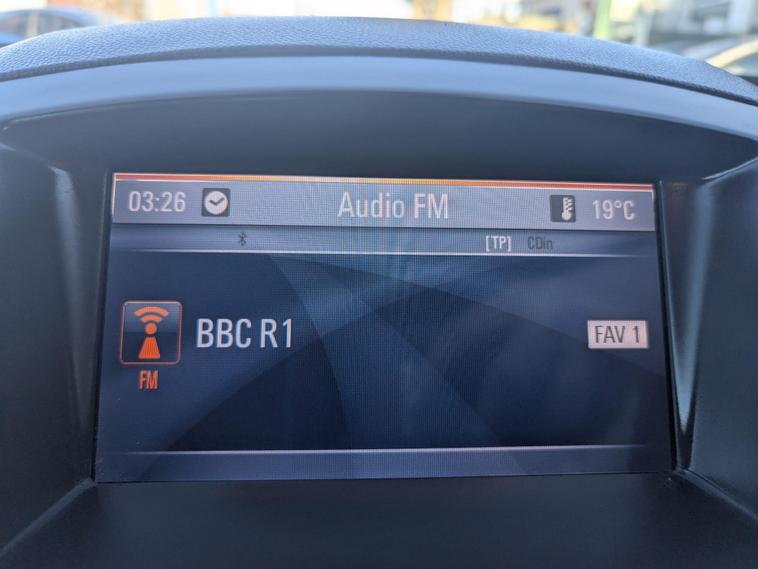 03:26 Audio FM 19°C
[TP] CDin
BBC R1 FAV 1
FM